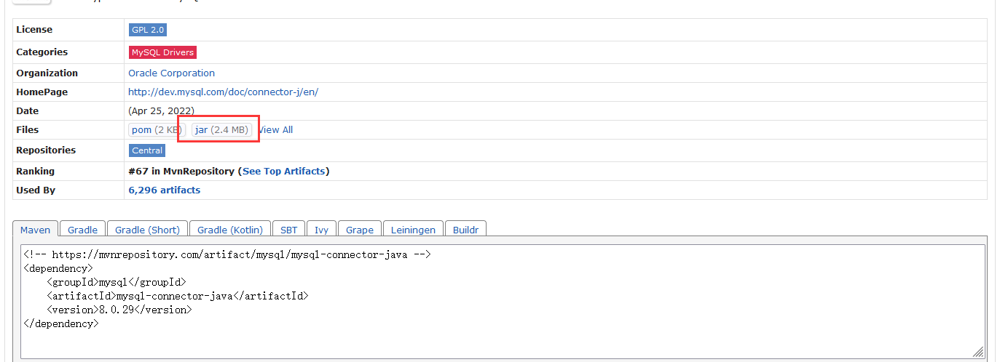 License GPL 2.0
Categories MySQL Drivers
Organization Oracle Corporation
HomePage http://dev.mysql.com/doc/connector-j/en/
Date (Apr 25, 2022)
Files pom (2 KB) jar (2.4 MB) View All
Repositories Central
Ranking #67 in MvnRepository (See Top Artifacts)
Used By 6,296 artifacts
Maven Gradle Gradle (Short) Gradle (Kotlin) SBT Ivy Grape Leiningen Buildr
<!-- https://mvnrepository.com/artifact/mysql/mysql-connector-java -->
<dependency>
    <groupId>mysql</groupId>
    <artifactId>mysql-connector-java</artifactId>
    <version>8.0.29</version>
</dependency>